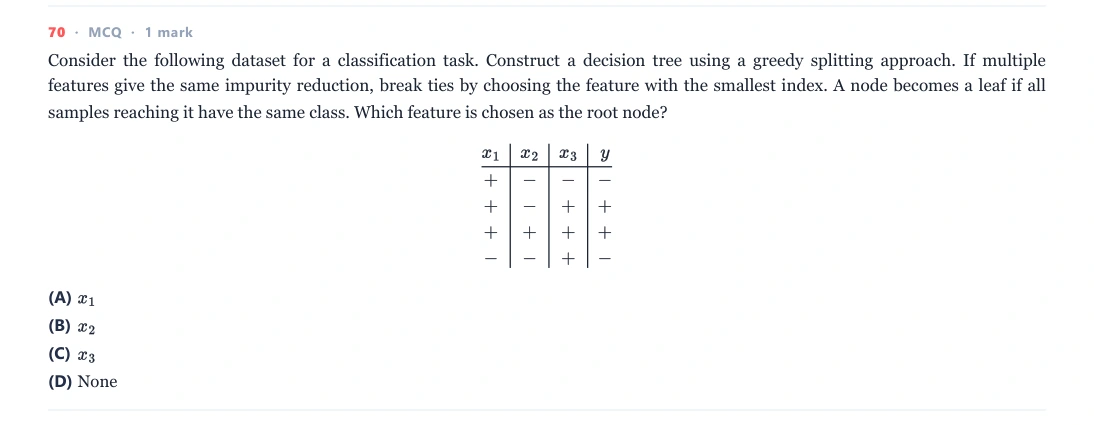 70 · MCQ · 1 mark
Consider the following dataset for a classification task. Construct a decision tree using a greedy splitting approach. If multiple
features give the same impurity reduction, break ties by choosing the feature with the smallest index. A node becomes a leaf if all
samples reaching it have the same class. Which feature is chosen as the root node?
x₁ x₂ x₃ y
+ − − −
+ − + +
+ + + +
− − + −
(A) x₁
(B) x₂
(C) x₃
(D) None